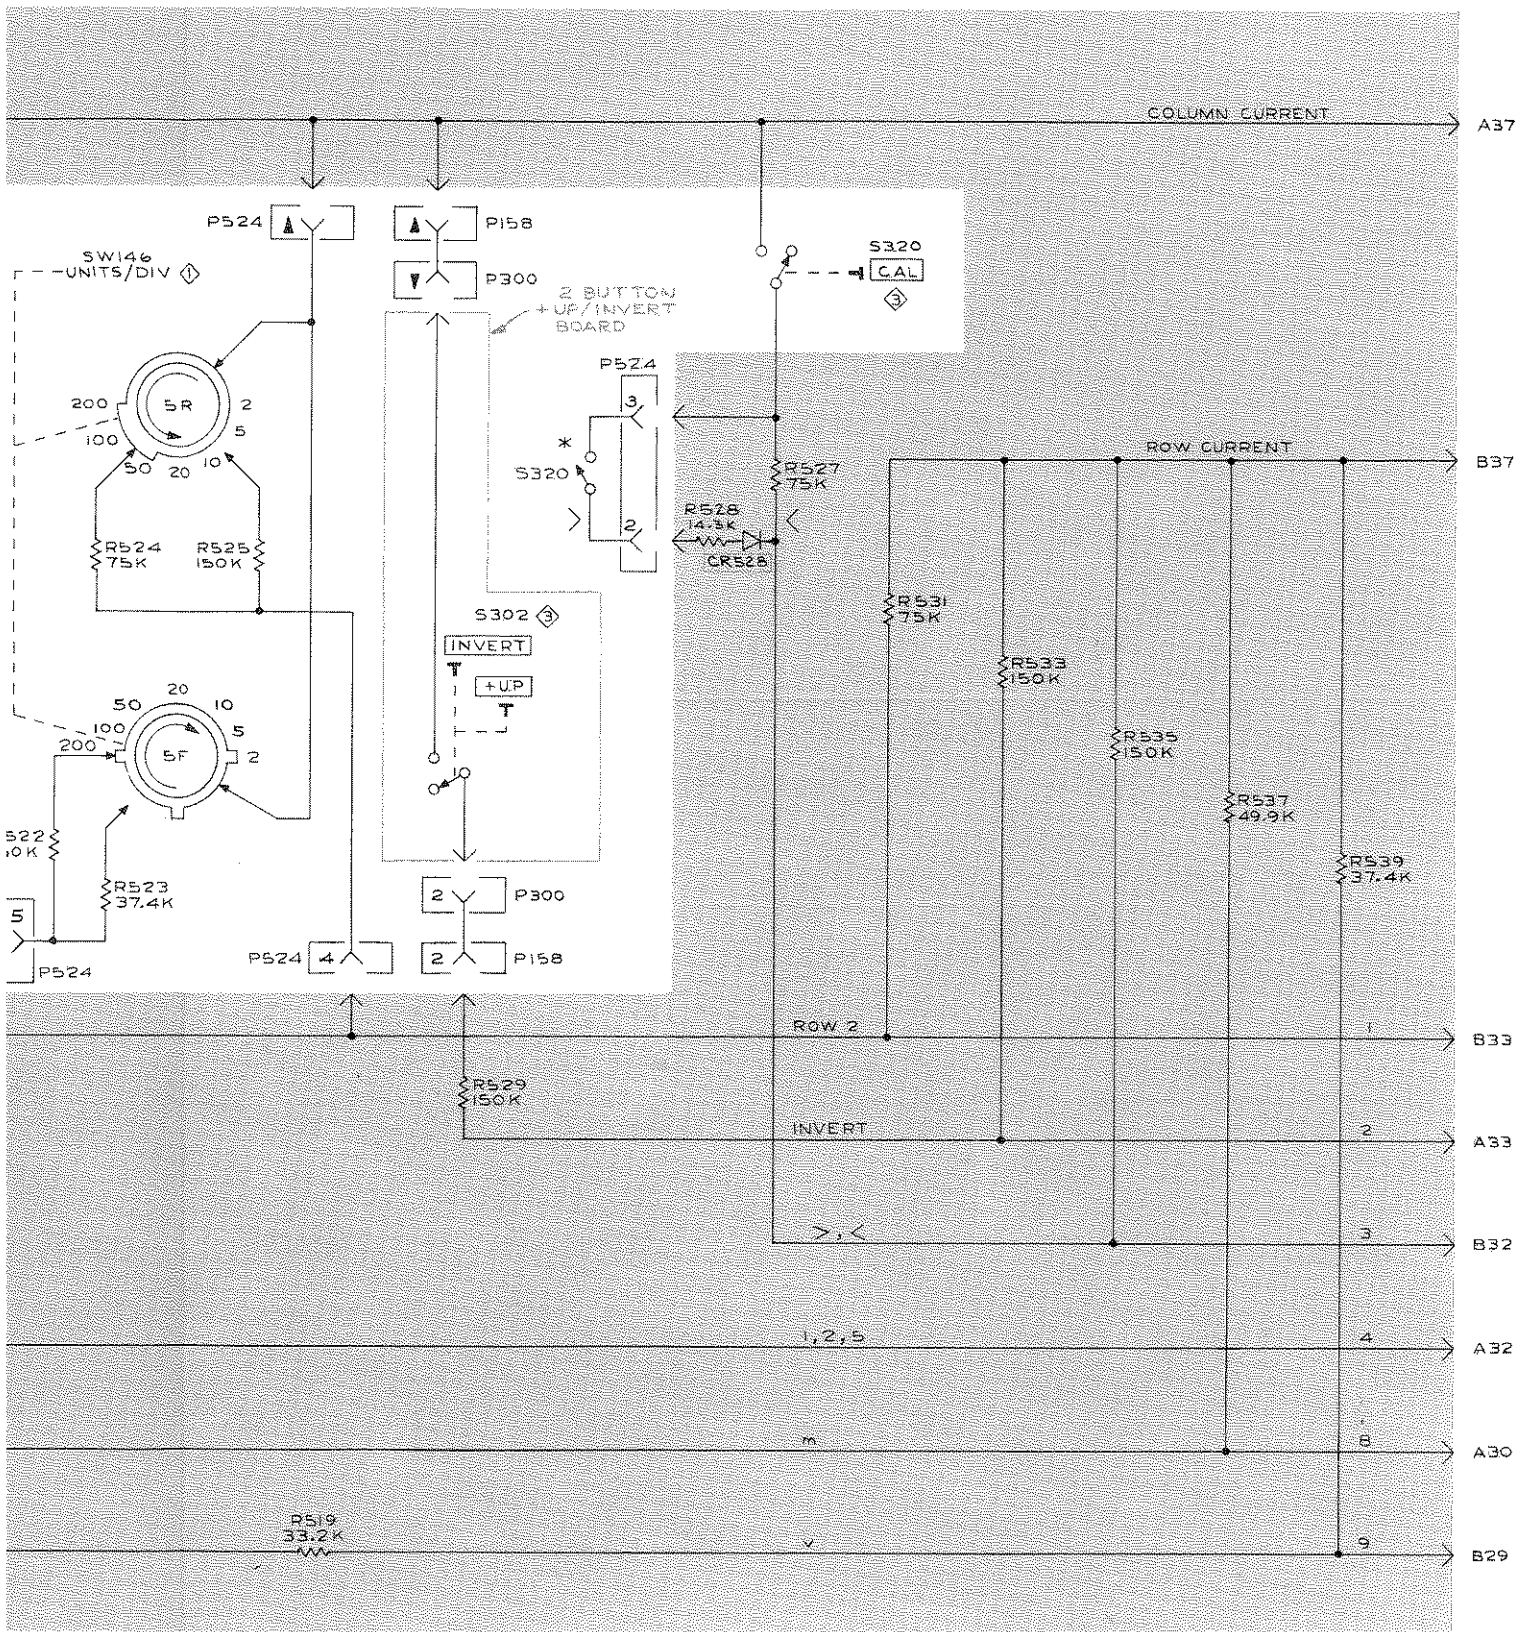 COLUMN CURRENT
A37
P524
P158
SW146
UNITS/DIV 1
P300
S320
CAL
3
2 BUTTON
+UP/INVERT
BOARD
P524
3
200
5R
2
100
5
50
20
10
*
S320
ROW CURRENT
B37
R527
75K
R528
14.3K
>
<
2
CR528
R524
75K
R525
150K
R531
75K
S302 3
INVERT
+UP
R533
150K
20
50
10
100
5
200
5F
2
R535
150K
R537
49.9K
R539
37.4K
R523
37.4K
5
P524
2
P300
P524
4
2
P158
ROW 2
1
B33
R529
150K
INVERT
2
A33
>,<
3
B32
1,2,5
4
A32
m
8
A30
R519
33.2K
v
9
B29